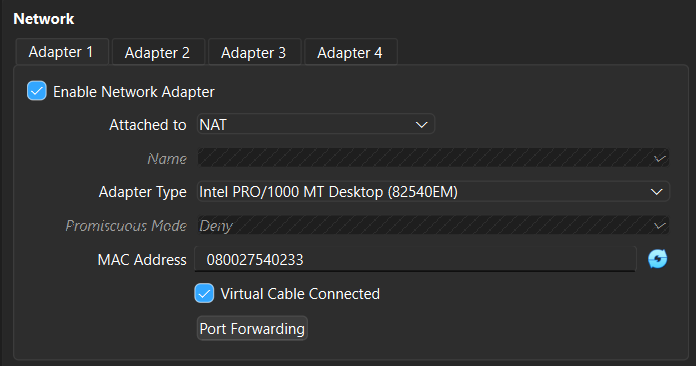 Network
Adapter 1 Adapter 2 Adapter 3 Adapter 4
Enable Network Adapter
Attached to NAT
Name
Adapter Type Intel PRO/1000 MT Desktop (82540EM)
Promiscuous Mode Deny
MAC Address 080027540233
Virtual Cable Connected
Port Forwarding